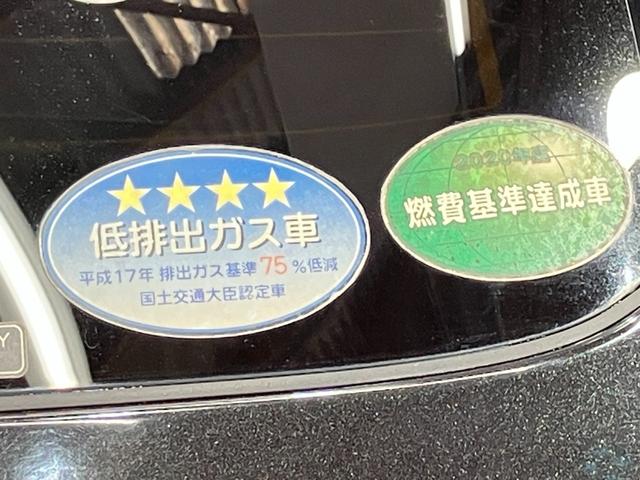 ★★★★
低排出ガス車
平成17年 排出ガス基準75%低減
国土交通大臣認定車
2020年度
燃費基準達成車
Y